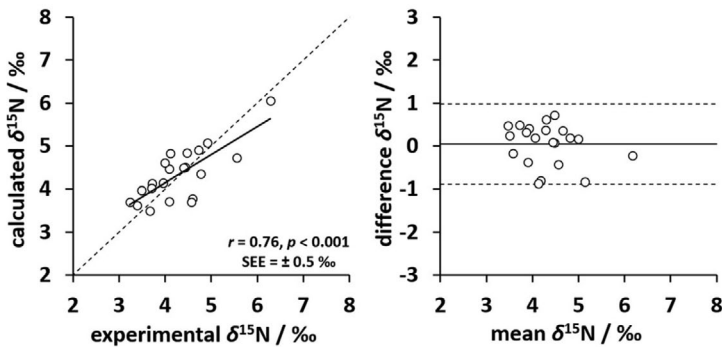 8
7
6
5
4
3
2
calculated δ¹⁵N / ‰
r = 0.76, p < 0.001
SEE = ± 0.5 ‰
2 3 4 5 6 7 8
experimental δ¹⁵N / ‰
3
2
1
0
-1
-2
-3
difference δ¹⁵N / ‰
2 3 4 5 6 7 8
mean δ¹⁵N / ‰